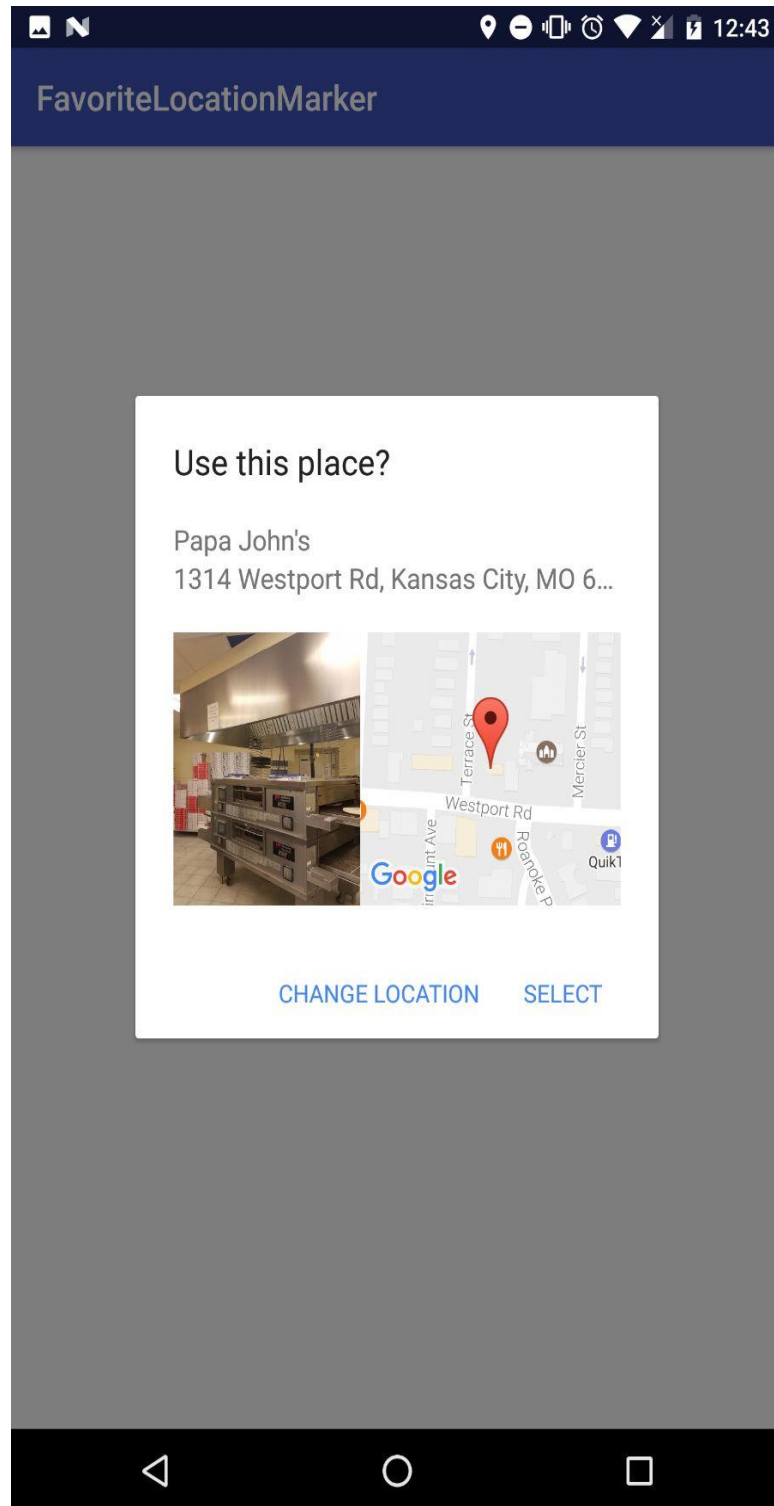 12:43
FavoriteLocationMarker
Use this place?
Papa John's
1314 Westport Rd, Kansas City, MO 6...
Terrace St
Mercier St
Westport Rd
Roanoke P
QuikT
Google
CHANGE LOCATION SELECT